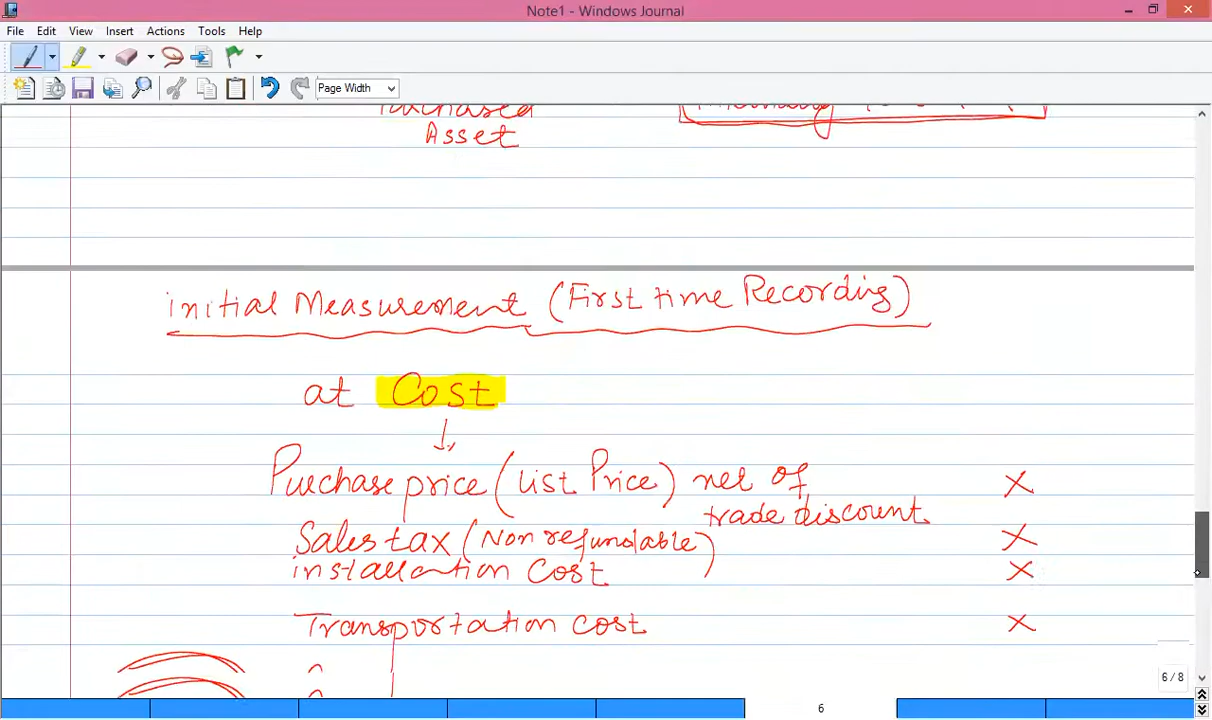 Note1 - Windows Journal
File Edit View Insert Actions Tools Help
Page Width
Purchased
Asset
initial Measurement (First time Recording)
at Cost
Purchase price (List Price) net of
trade discount
Sales tax (Non refundable)
installation Cost
Transportation cost
6/8
6